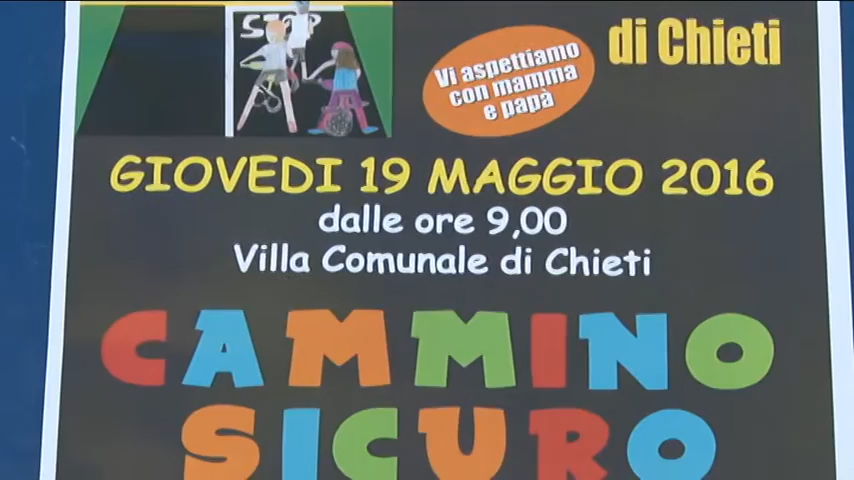 STOP
di Chieti
Vi aspettiamo
con mamma
e papà
GIOVEDI 19 MAGGIO 2016
dalle ore 9,00
Villa Comunale di Chieti
CAMMINO
SICURO